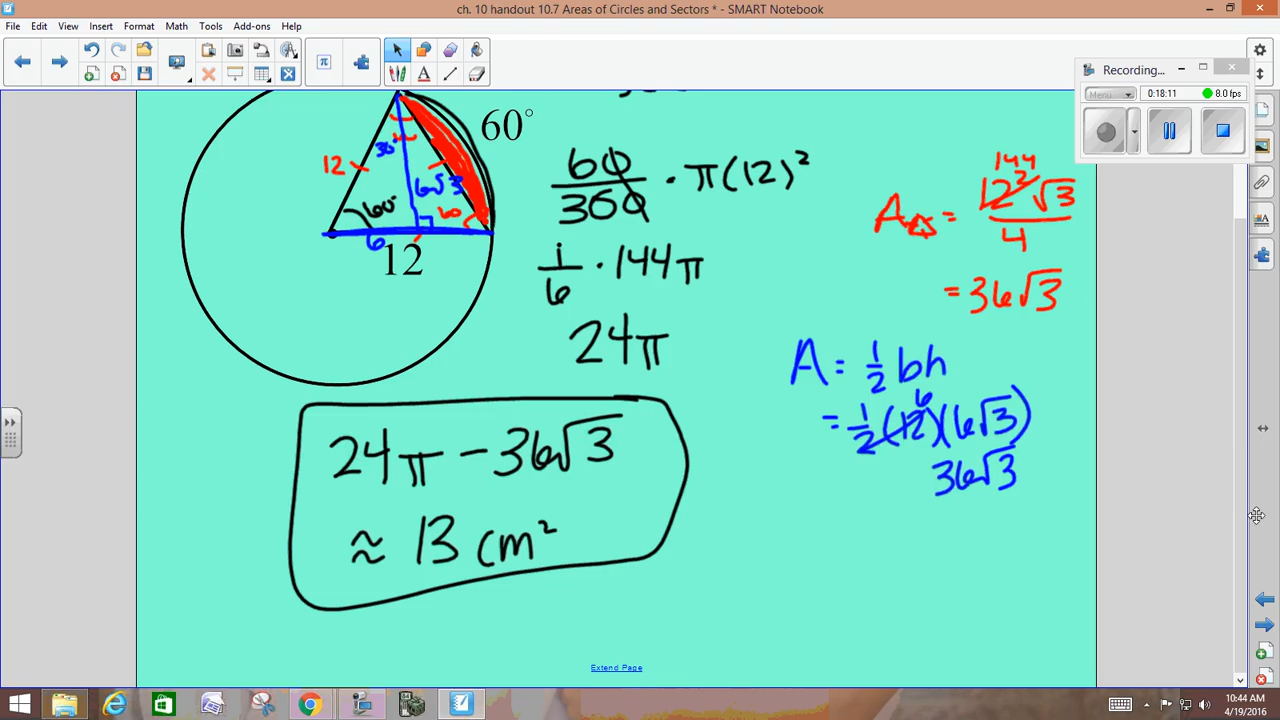 ch. 10 handout 10.7 Areas of Circles and Sectors * - SMART Notebook
File Edit View Insert Format Math Tools Add-ons Help
Recording...
Menu
0:18:11
8.0 fps
60°
12
30°
6√3
60°
60
6
12
60/360 · π(12)²
1/6 · 144π
24π
24π - 36√3
≈ 13 cm²
144
A = 12²√3/4
= 36√3
A = 1/2 bh
6
= 1/2 (12)(6√3)
36√3
Extend Page
10:44 AM
4/19/2016